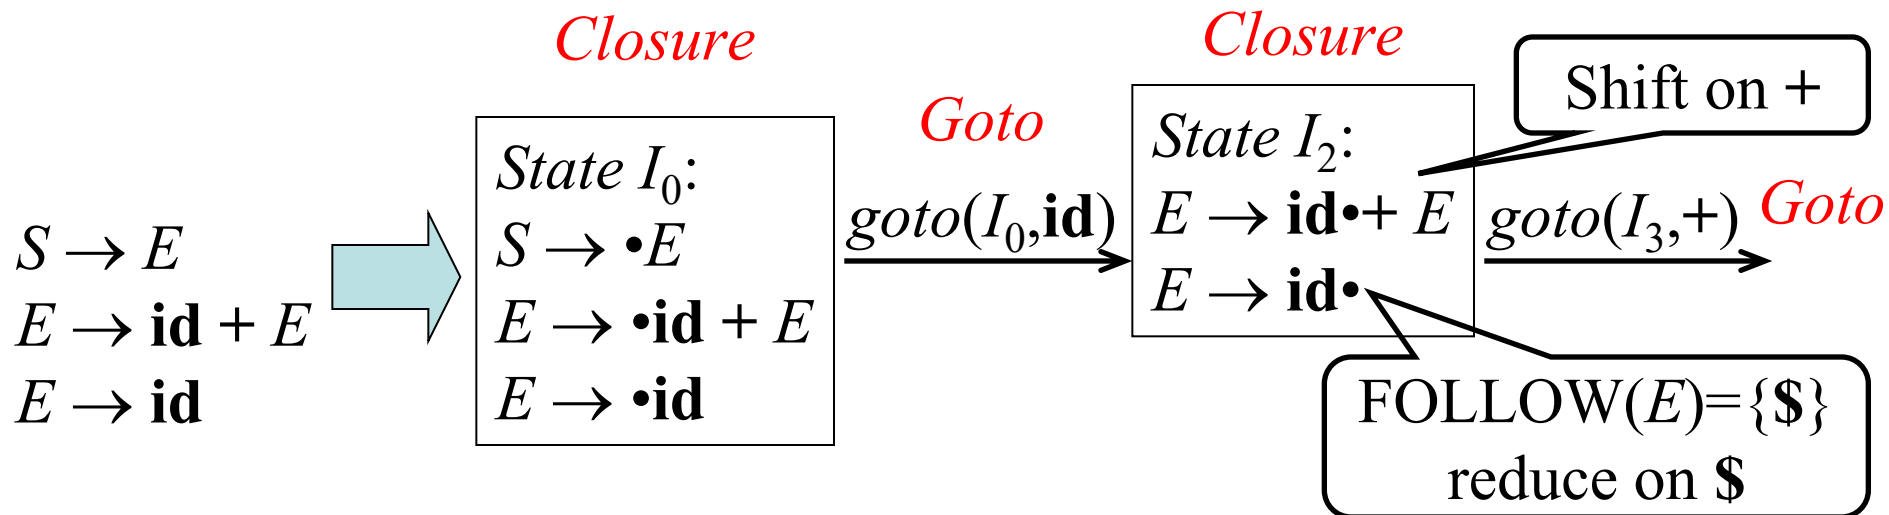 S → E
E → id + E
E → id
Closure
State I₀:
S → •E
E → •id + E
E → •id
Goto
goto(I₀,id)
Closure
State I₂:
E → id•+ E
E → id•
Shift on +
FOLLOW(E)={$}
reduce on $
goto(I₃,+)
Goto